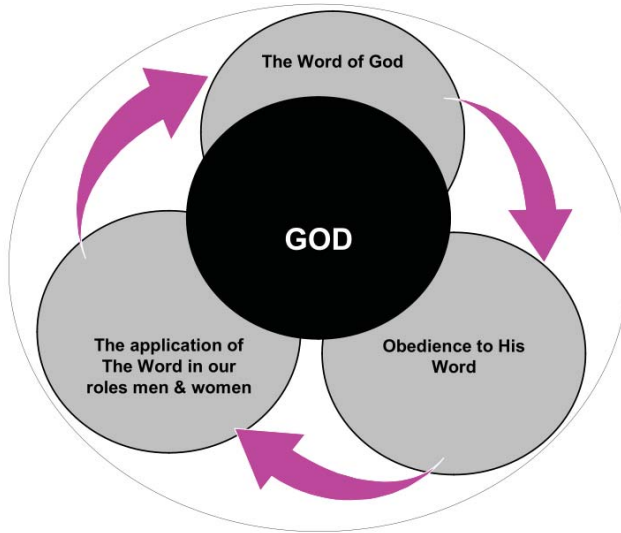 The Word of God
GOD
The application of
The Word in our
roles men & women
Obedience to His
Word